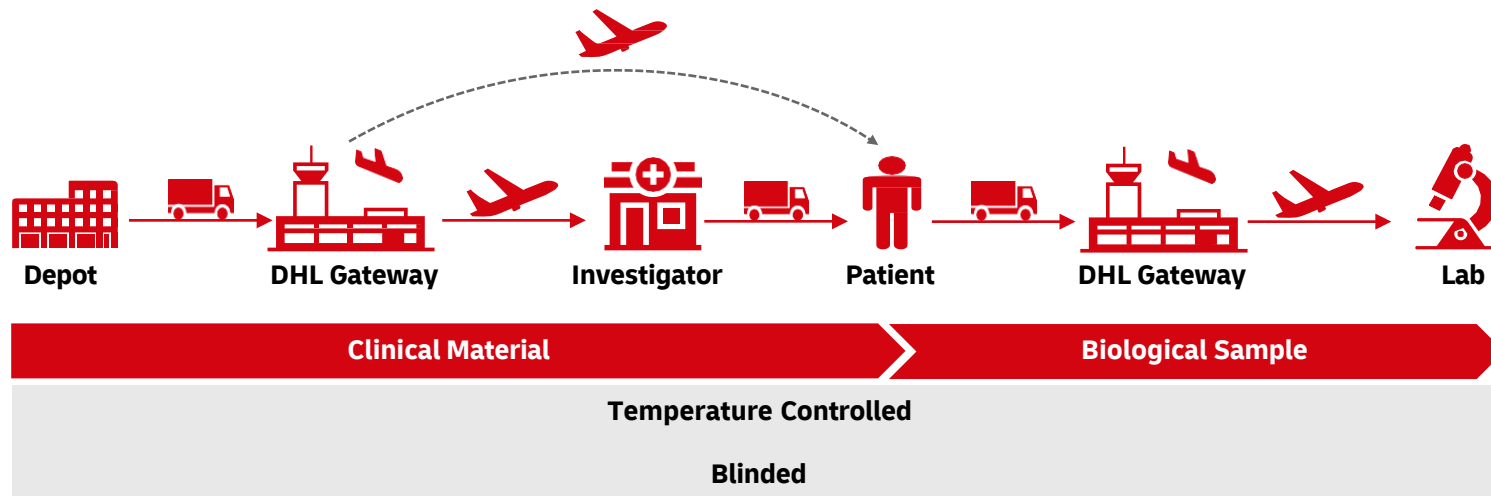 Depot
DHL Gateway
Investigator
Patient
DHL Gateway
Lab
Clinical Material
Biological Sample
Temperature Controlled
Blinded